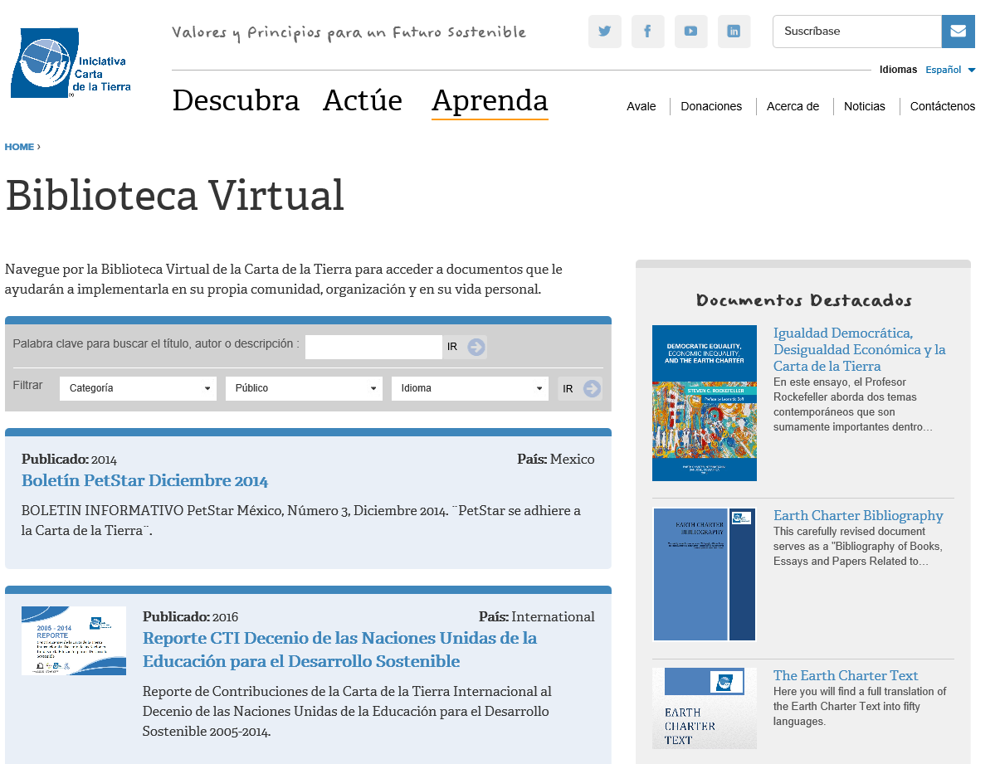 Iniciativa
Carta
de la Tierra
®
Valores y Principios para un Futuro Sostenible
Suscríbase
Idiomas Español
Descubra Actúe Aprenda
Avale Donaciones Acerca de Noticias Contáctenos
HOME ›
Biblioteca Virtual
Navegue por la Biblioteca Virtual de la Carta de la Tierra para acceder a documentos que le
ayudarán a implementarla en su propia comunidad, organización y en su vida personal.
Palabra clave para buscar el título, autor o descripción : IR
Filtrar Categoría Público Idioma IR
Publicado: 2014 País: Mexico
Boletín PetStar Diciembre 2014
BOLETIN INFORMATIVO PetStar México, Número 3, Diciembre 2014. ¨PetStar se adhiere a
la Carta de la Tierra¨.
2005 - 2014
REPORTE
Publicado: 2016 País: International
Reporte CTI Decenio de las Naciones Unidas de la
Educación para el Desarrollo Sostenible
Reporte de Contribuciones de la Carta de la Tierra Internacional al
Decenio de las Naciones Unidas de la Educación para el Desarrollo
Sostenible 2005-2014.
Documentos Destacados
DEMOCRATIC EQUALITY,
ECONOMIC INEQUALITY,
AND THE EARTH CHARTER
STEVEN C. ROCKEFELLER
Preface by Leonardo Boff
Igualdad Democrática,
Desigualdad Económica y la
Carta de la Tierra
En este ensayo, el Profesor
Rockefeller aborda dos temas
contemporáneos que son
sumamente importantes dentro...
EARTH CHARTER
BIBLIOGRAPHY
Earth Charter Bibliography
This carefully revised document
serves as a "Bibliography of Books,
Essays and Papers Related to...
EARTH
CHARTER
TEXT
The Earth Charter Text
Here you will find a full translation of
the Earth Charter Text into fifty
languages.